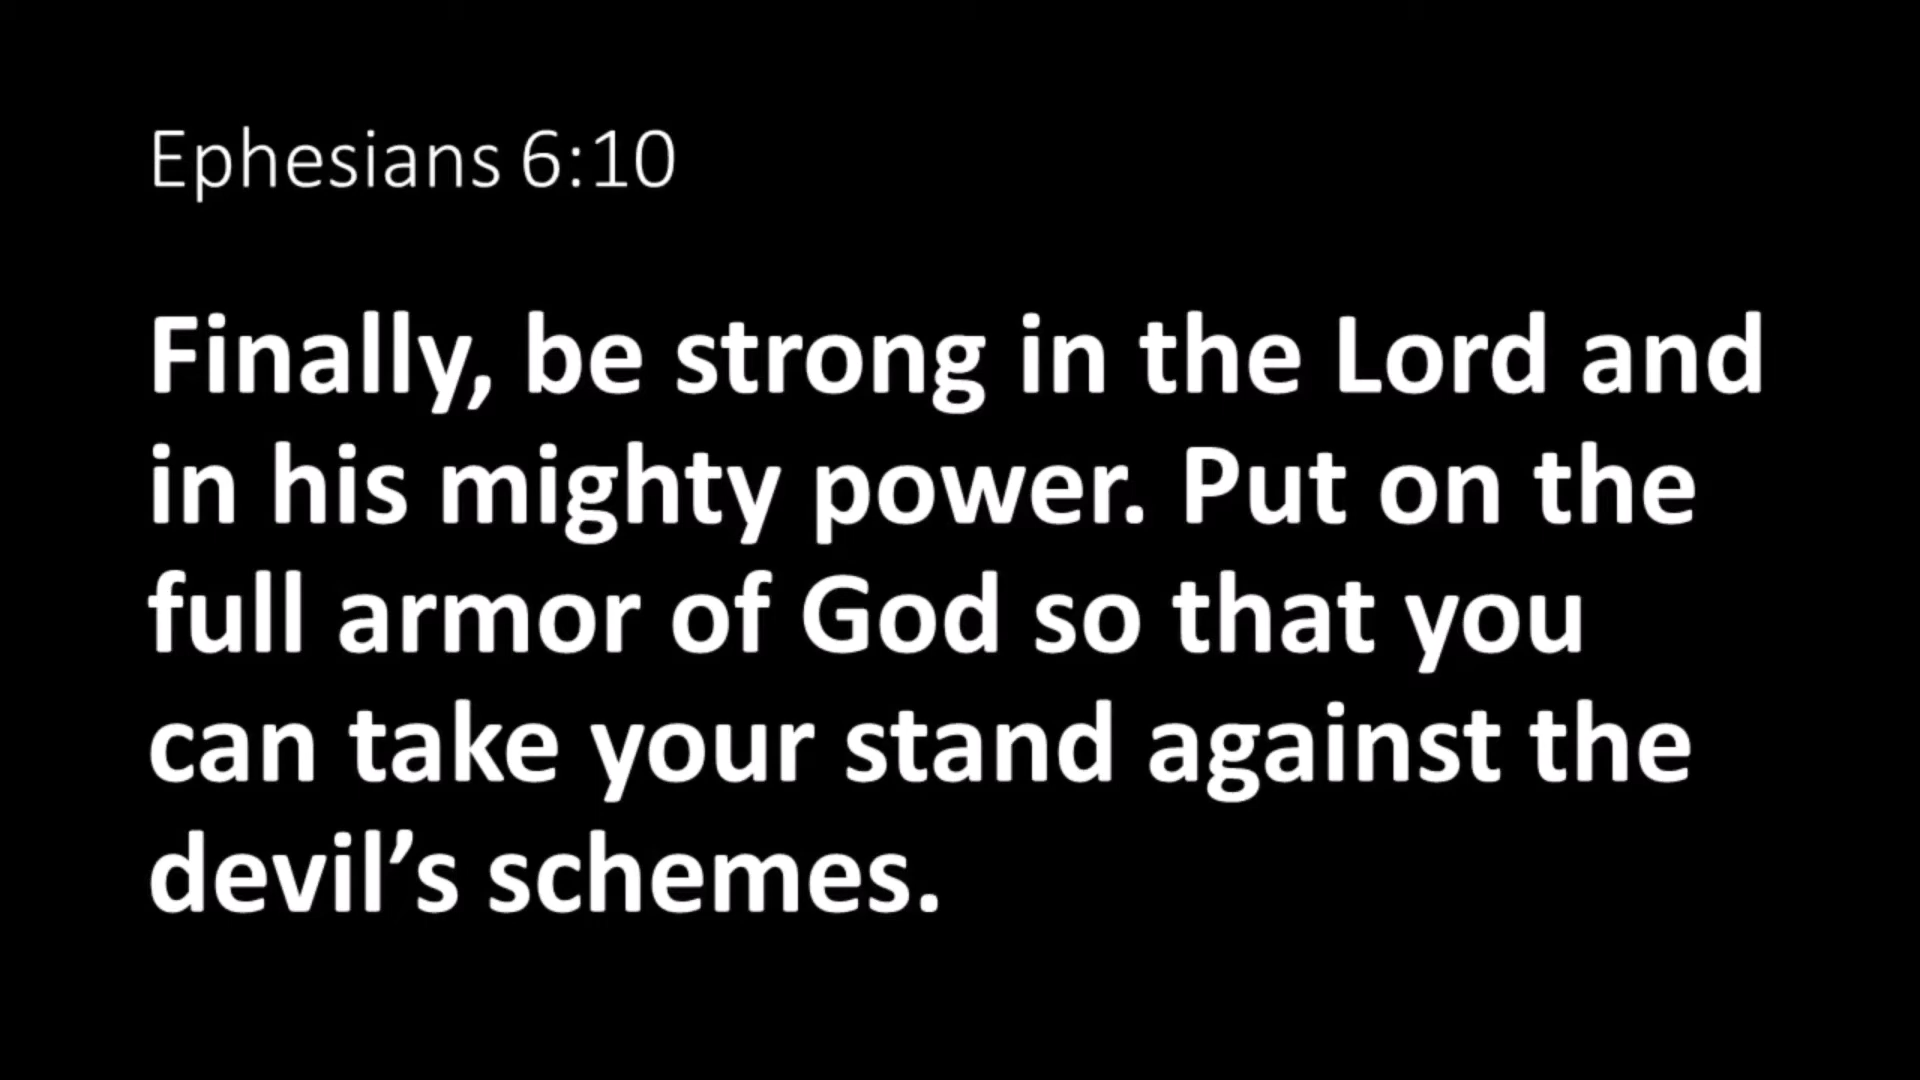 Ephesians 6:10
Finally, be strong in the Lord and
in his mighty power. Put on the
full armor of God so that you
can take your stand against the
devil’s schemes.